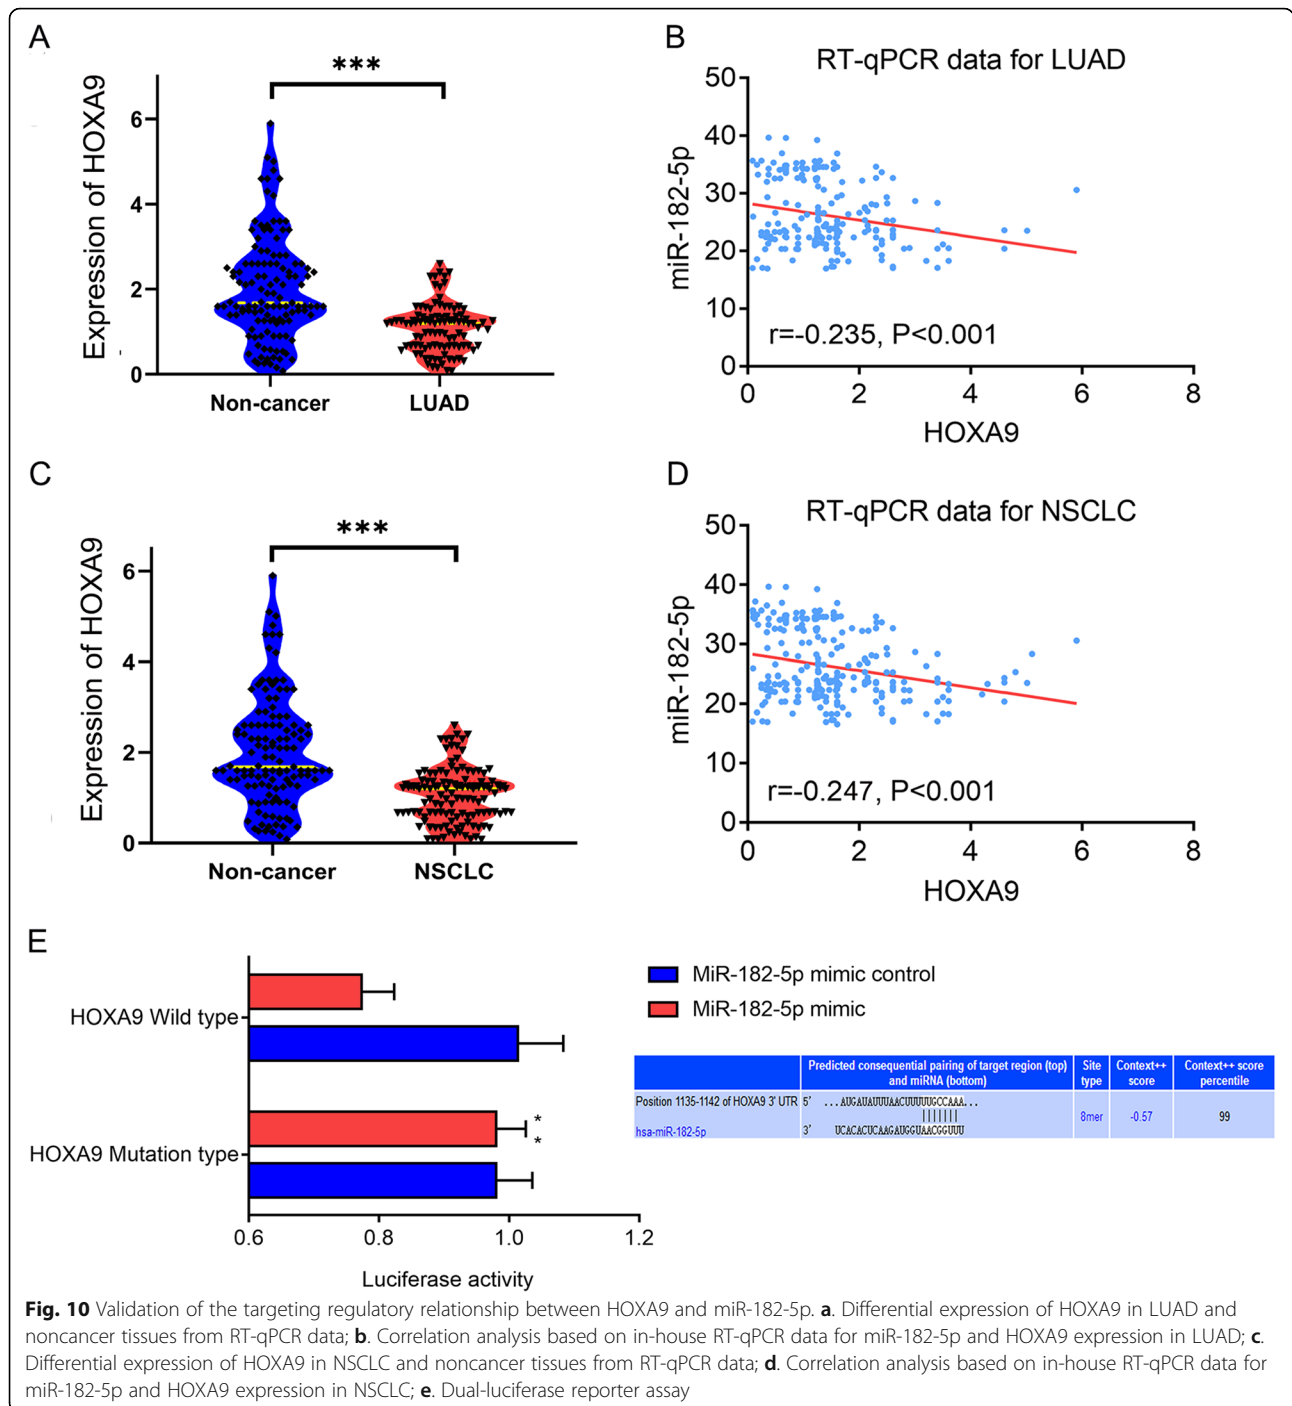 A
***
Expression of HOXA9
6
4
2
0
Non-cancer
LUAD
B
RT-qPCR data for LUAD
miR-182-5p
50
40
30
20
10
0
r=-0.235, P<0.001
0 2 4 6 8
HOXA9
C
***
Expression of HOXA9
6
4
2
0
Non-cancer
NSCLC
D
RT-qPCR data for NSCLC
miR-182-5p
50
40
30
20
10
0
r=-0.247, P<0.001
0 2 4 6 8
HOXA9
E
HOXA9 Wild type
HOXA9 Mutation type
*
*
0.6 0.8 1.0 1.2
Luciferase activity
MiR-182-5p mimic control
MiR-182-5p mimic
Predicted consequential pairing of target region (top)
and miRNA (bottom)
Site
type
Context++
score
Context++ score
percentile
Position 1135-1142 of HOXA9 3' UTR 5' ...AUGAUAUUUAACUUUUUGCCAAA...
hsa-miR-182-5p 3' UCACACUCAAGAUGGUAACGGUUU
8mer
-0.57
99
Fig. 10 Validation of the targeting regulatory relationship between HOXA9 and miR-182-5p. a. Differential expression of HOXA9 in LUAD and
noncancer tissues from RT-qPCR data; b. Correlation analysis based on in-house RT-qPCR data for miR-182-5p and HOXA9 expression in LUAD; c.
Differential expression of HOXA9 in NSCLC and noncancer tissues from RT-qPCR data; d. Correlation analysis based on in-house RT-qPCR data for
miR-182-5p and HOXA9 expression in NSCLC; e. Dual-luciferase reporter assay